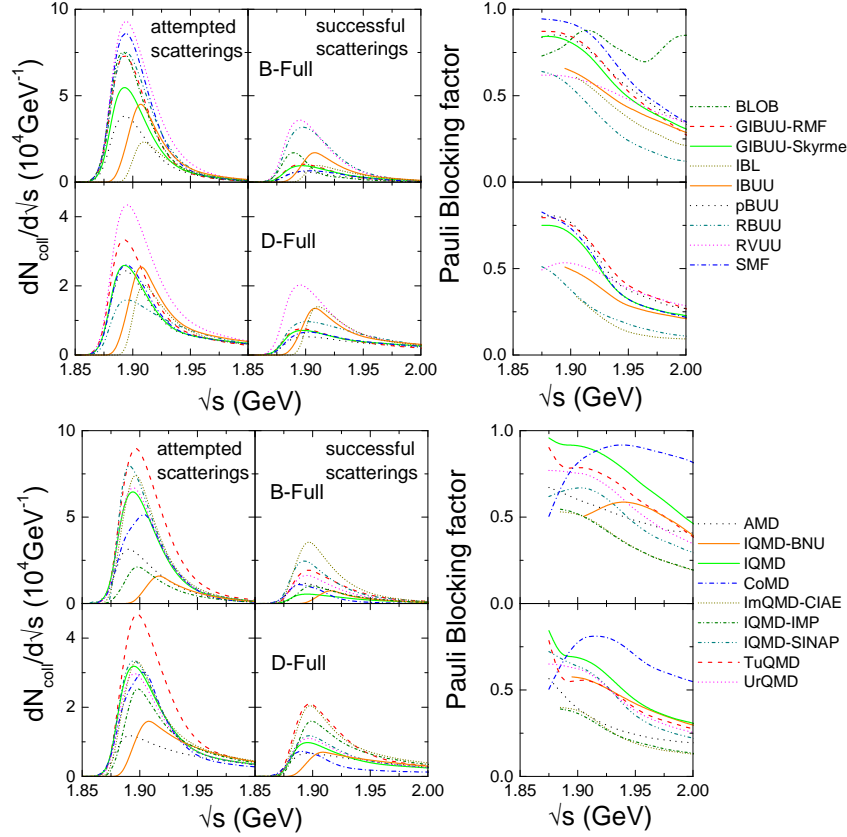 attempted
scatterings
successful
scatterings
B-Full
D-Full
10
5
0
4
2
0
dN_coll/d√s (10⁴GeV⁻¹)
1.85 1.90 1.95 1.85 1.90 1.95 2.00
√s (GeV)
Pauli Blocking factor
1.0
0.5
0.0
0.5
0.0
1.85 1.90 1.95 2.00
√s (GeV)
BLOB
GIBUU-RMF
GIBUU-Skyrme
IBL
IBUU
pBUU
RBUU
RVUU
SMF
attempted
scatterings
successful
scatterings
B-Full
D-Full
10
5
0
4
2
0
dN_coll/d√s (10⁴GeV⁻¹)
1.85 1.90 1.95 1.85 1.90 1.95 2.00
√s (GeV)
Pauli Blocking factor
1.0
0.5
0.0
0.5
0.0
1.85 1.90 1.95 2.00
√s (GeV)
AMD
IQMD-BNU
IQMD
CoMD
ImQMD-CIAE
IQMD-IMP
IQMD-SINAP
TuQMD
UrQMD